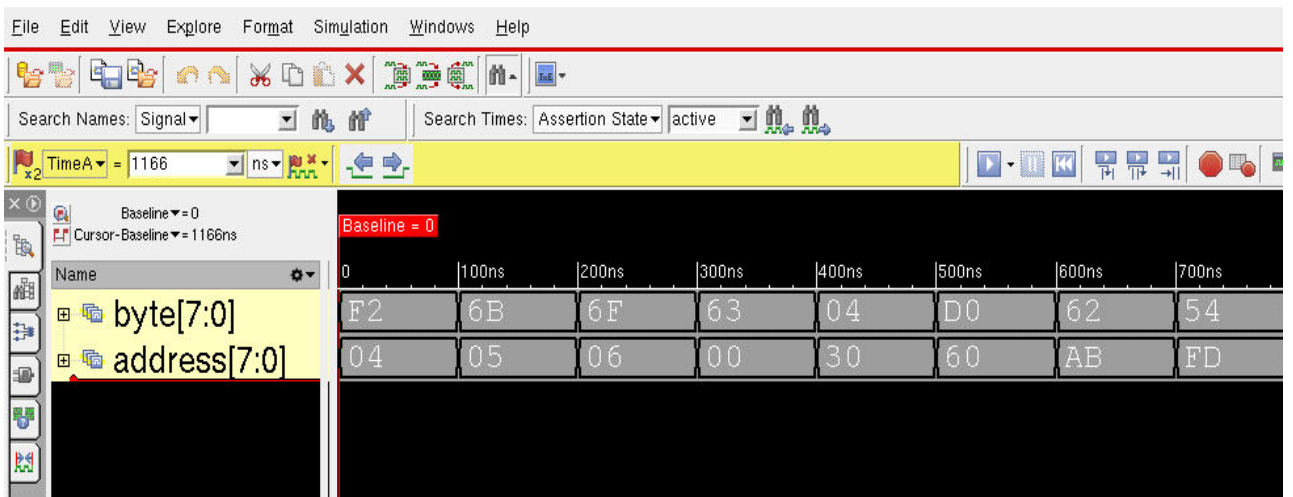 File Edit View Explore Format Simulation Windows Help
Search Names: Signal Search Times: Assertion State active
x2 TimeA = 1166 ns
Baseline = 0
Cursor-Baseline = 1166ns
Baseline = 0
Name 0 100ns 200ns 300ns 400ns 500ns 600ns 700ns
byte[7:0] F2 6B 6F 63 04 D0 62 54
address[7:0] 04 05 06 00 30 60 AB FD